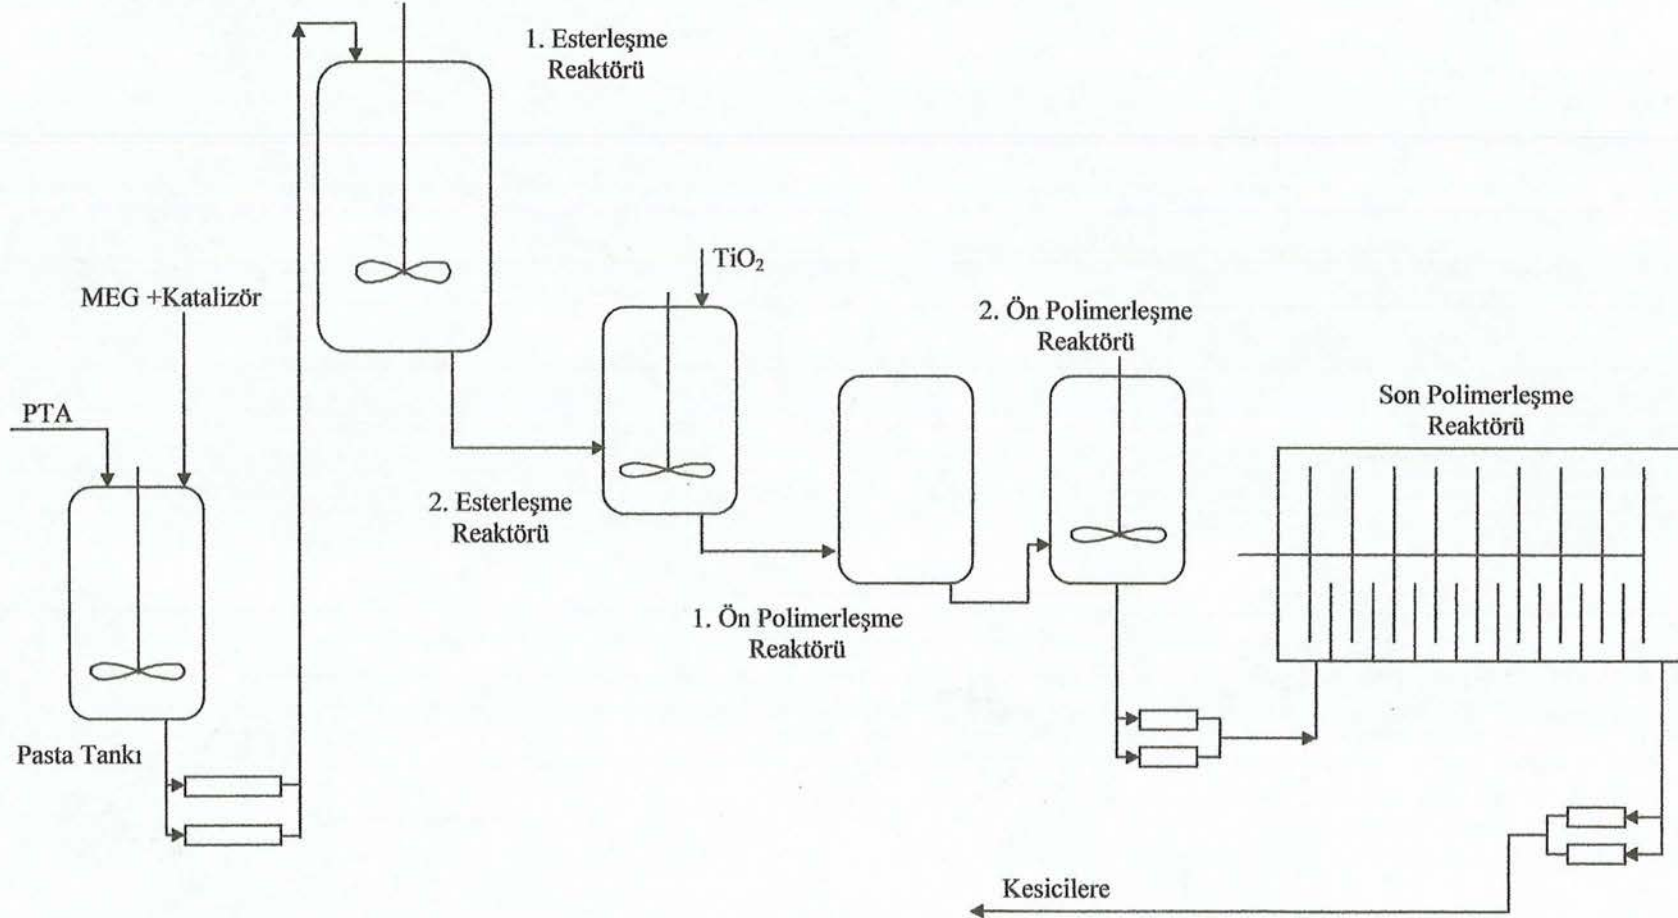 1. Esterleşme
Reaktörü
TiO₂
MEG +Katalizör
2. Ön Polimerleşme
Reaktörü
PTA
Son Polimerleşme
Reaktörü
2. Esterleşme
Reaktörü
1. Ön Polimerleşme
Reaktörü
Pasta Tankı
Kesicilere